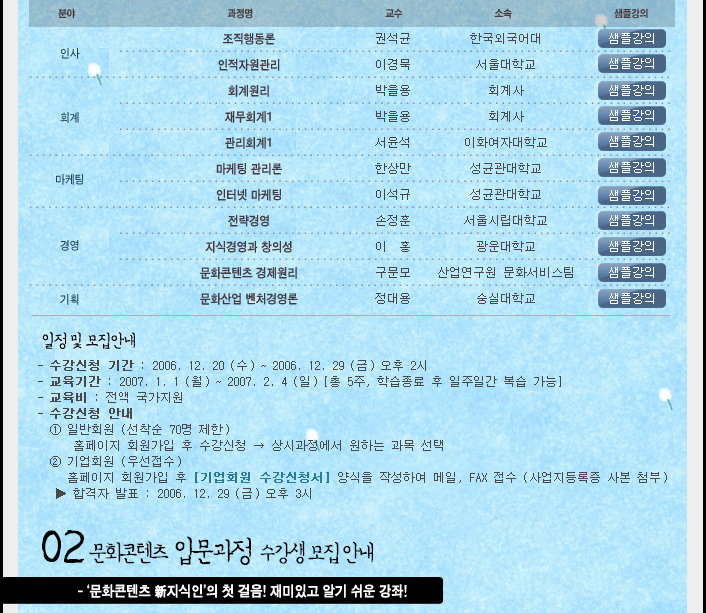 분야 과정명 교수 소속 샘플강의
인사 조직행동론 권석균 한국외국어대 샘플강의
인적자원관리 이경묵 서울대학교 샘플강의
회계 회계원리 박을용 회계사 샘플강의
재무회계1 박을용 회계사 샘플강의
관리회계1 서윤석 이화여자대학교 샘플강의
마케팅 마케팅 관리론 한상만 성균관대학교 샘플강의
인터넷 마케팅 이석규 성균관대학교 샘플강의
경영 전략경영 손정훈 서울시립대학교 샘플강의
지식경영과 창의성 이 홍 광운대학교 샘플강의
문화콘텐츠 경제원리 구문모 산업연구원 문화서비스팀 샘플강의
기획 문화산업 벤처경영론 정대용 숭실대학교 샘플강의
일정 및 모집안내
- 수강신청 기간 : 2006. 12. 20 (수) ~ 2006. 12. 29 (금) 오후 2시
- 교육기간 : 2007. 1. 1 (월) ~ 2007. 2. 4 (일) [총 5주, 학습종료 후 일주일간 복습 가능]
- 교육비 : 전액 국가지원
- 수강신청 안내
① 일반회원 (선착순 70명 제한)
홈페이지 회원가입 후 수강신청 → 상시과정에서 원하는 과목 선택
② 기업회원 (우선접수)
홈페이지 회원가입 후 [기업회원 수강신청서] 양식을 작성하여 메일, FAX 접수 (사업자등록증 사본 첨부)
▶ 합격자 발표 : 2006. 12. 29 (금) 오후 3시
02 문화콘텐츠 입문과정 수강생 모집 안내
- ‘문화콘텐츠 新지식인’의 첫 걸음! 재미있고 알기 쉬운 강좌!